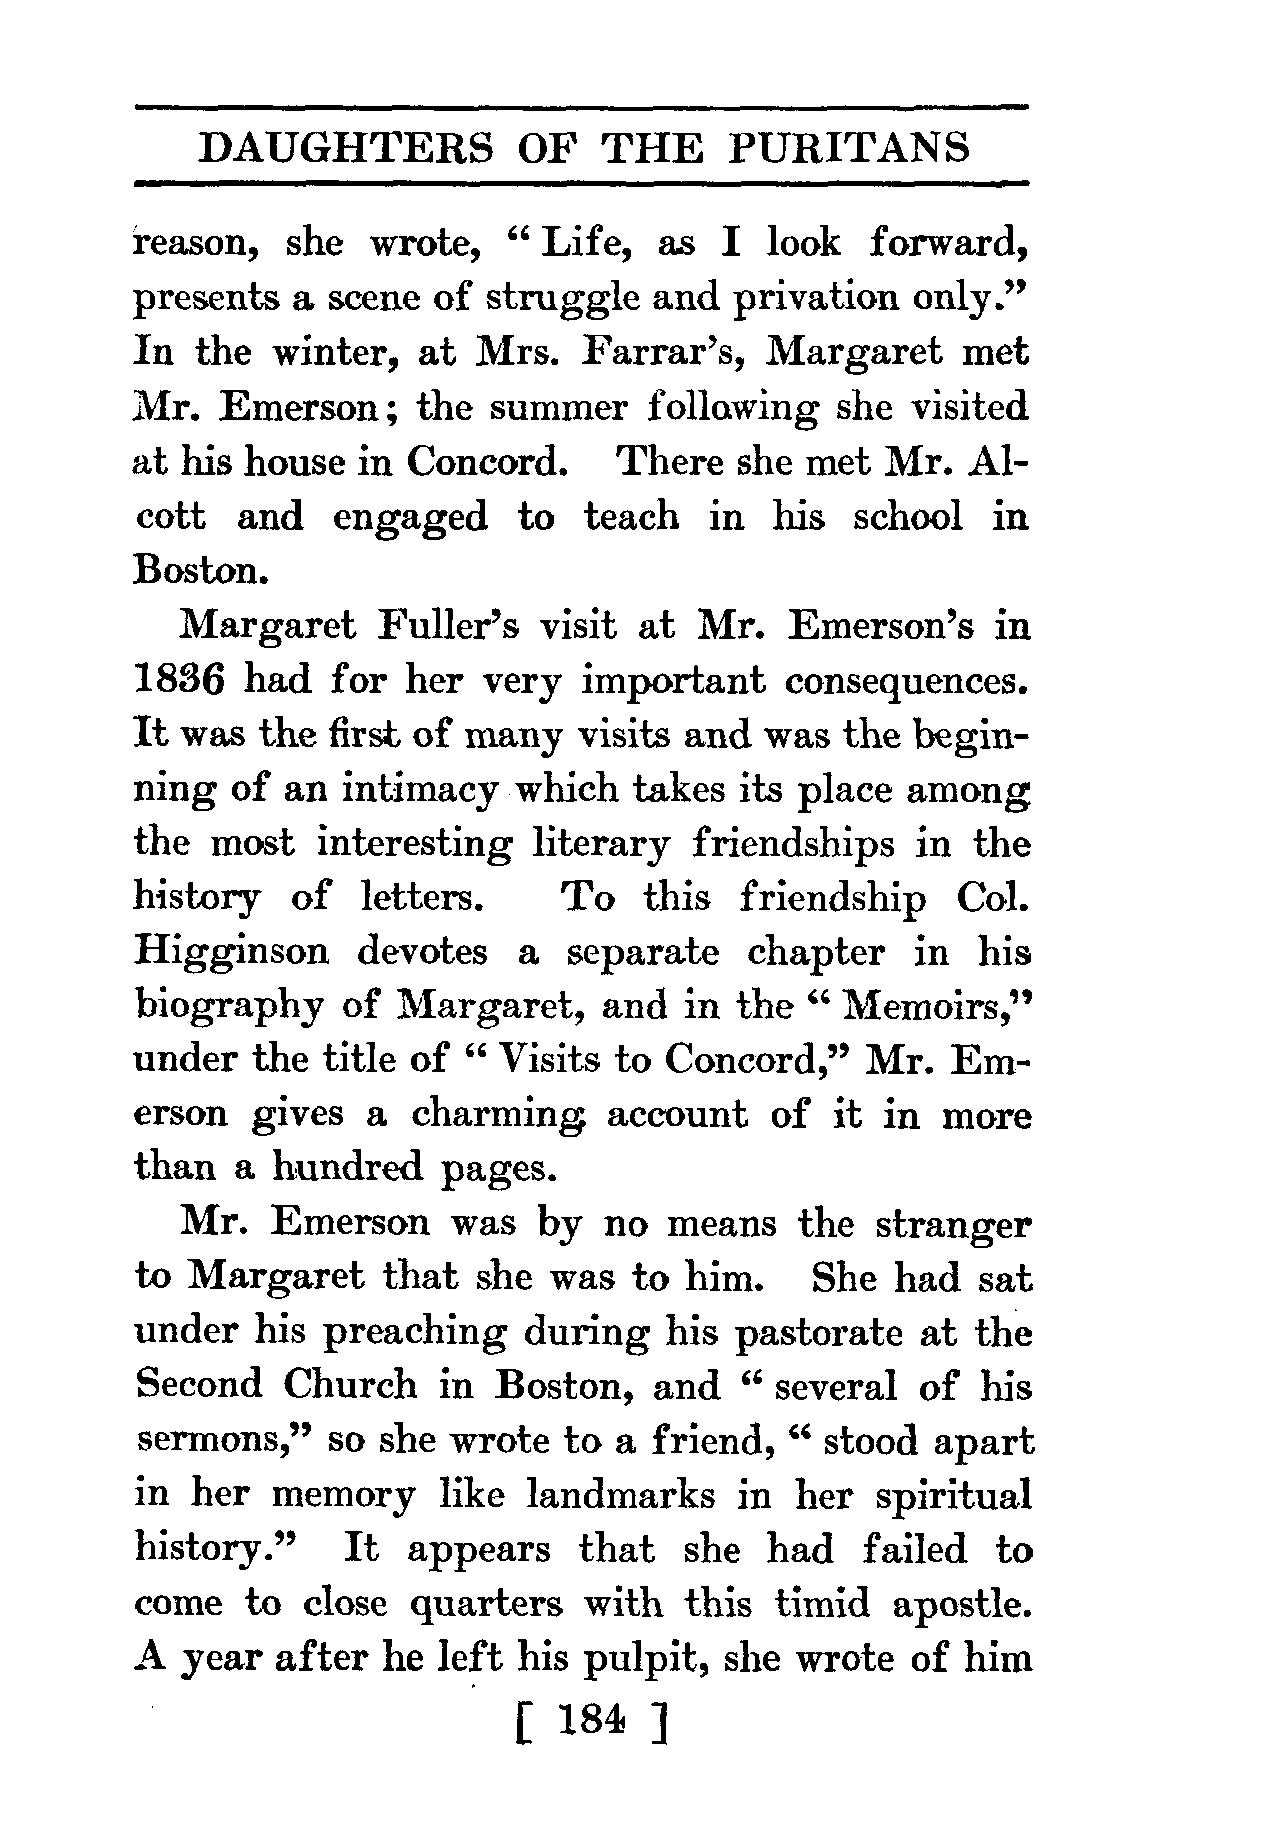 DAUGHTERS OF THE PURITANS
reason, she wrote, “ Life, as I look forward,
presents a scene of struggle and privation only.”
In the winter, at Mrs. Farrar’s, Margaret met
Mr. Emerson; the summer following she visited
at his house in Concord. There she met Mr. Al-
cott and engaged to teach in his school in
Boston.
Margaret Fuller’s visit at Mr. Emerson’s in
1836 had for her very important consequences.
It was the first of many visits and was the begin-
ning of an intimacy which takes its place among
the most interesting literary friendships in the
history of letters. To this friendship Col.
Higginson devotes a separate chapter in his
biography of Margaret, and in the “ Memoirs,”
under the title of “ Visits to Concord,” Mr. Em-
erson gives a charming account of it in more
than a hundred pages.
Mr. Emerson was by no means the stranger
to Margaret that she was to him. She had sat
under his preaching during his pastorate at the
Second Church in Boston, and “ several of his
sermons,” so she wrote to a friend, “ stood apart
in her memory like landmarks in her spiritual
history.” It appears that she had failed to
come to close quarters with this timid apostle.
A year after he left his pulpit, she wrote of him
[ 184 ]